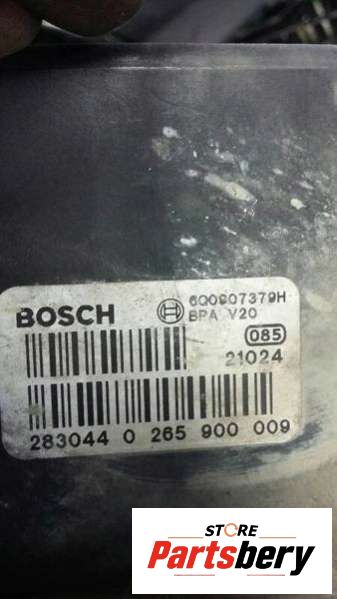 BOSCH 6Q0907379H
BPA V20
085
21024
283044 0 265 900 009
STORE
Partsbery